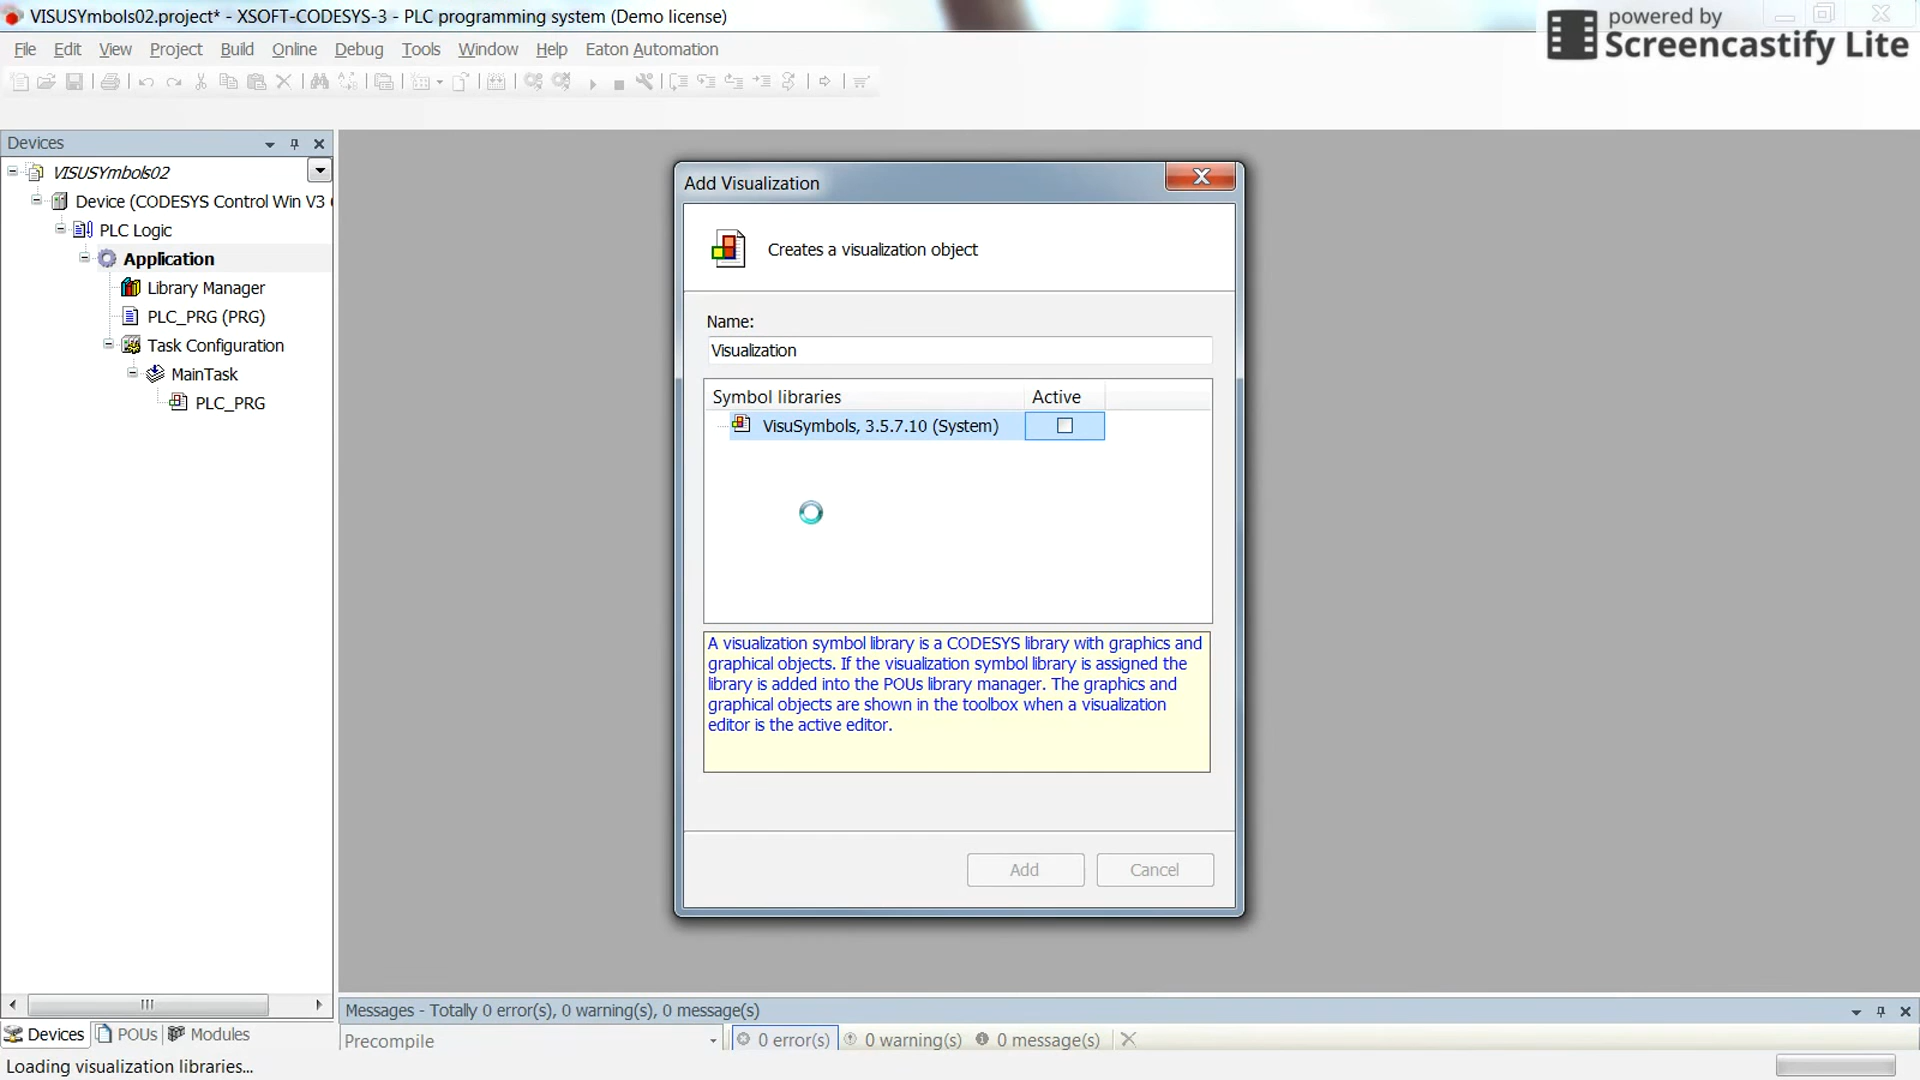 VISUSYmbols02.project* - XSOFT-CODESYS-3 - PLC programming system (Demo license)
powered by
Screencastify Lite
File Edit View Project Build Online Debug Tools Window Help Eaton Automation
Devices
VISUSYmbols02
Device (CODESYS Control Win V3
PLC Logic
Application
Library Manager
PLC_PRG (PRG)
Task Configuration
MainTask
PLC_PRG
Add Visualization
Creates a visualization object
Name:
Visualization
Symbol libraries Active
VisuSymbols, 3.5.7.10 (System)
A visualization symbol library is a CODESYS library with graphics and
graphical objects. If the visualization symbol library is assigned the
library is added into the POUs library manager. The graphics and
graphical objects are shown in the toolbox when a visualization
editor is the active editor.
Add Cancel
Messages - Totally 0 error(s), 0 warning(s), 0 message(s)
Precompile 0 error(s) 0 warning(s) 0 message(s)
Devices POUs Modules
Loading visualization libraries...